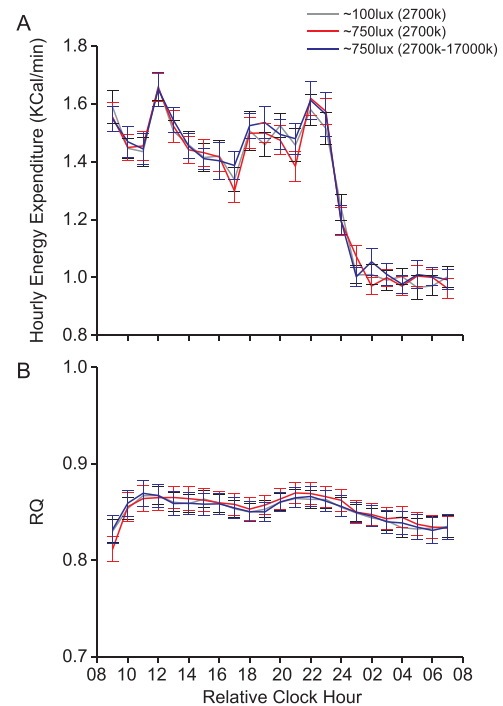 A
~100lux (2700k)
~750lux (2700k)
~750lux (2700k-17000k)
Hourly Energy Expenditure (KCal/min)
1.8
1.6
1.4
1.2
1.0
0.8
B
RQ
1.0
0.9
0.8
0.7
08 10 12 14 16 18 20 22 24 02 04 06 08
Relative Clock Hour